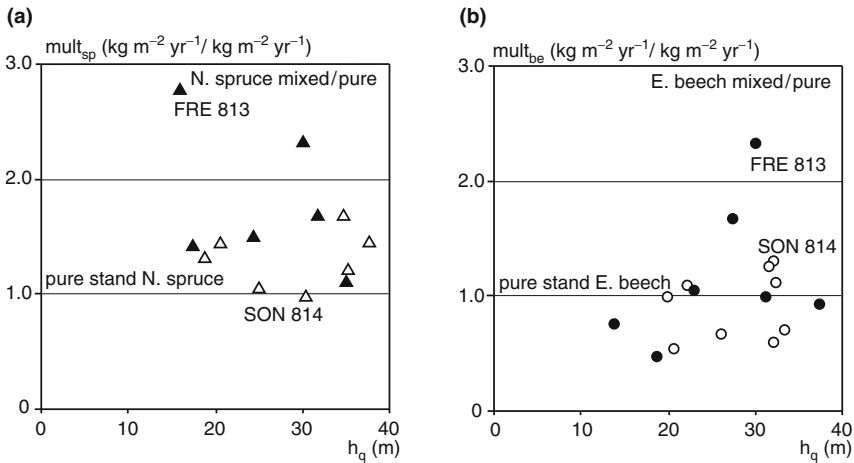 (a)
mult_sp (kg m⁻² yr⁻¹/ kg m⁻² yr⁻¹)
3.0
N. spruce mixed/pure
FRE 813
2.0
pure stand N. spruce
1.0
SON 814
0
0 10 20 30 40
h_q (m)
(b)
mult_be (kg m⁻² yr⁻¹/ kg m⁻² yr⁻¹)
3.0
E. beech mixed/pure
FRE 813
2.0
SON 814
pure stand E. beech
1.0
0
0 10 20 30 40
h_q (m)